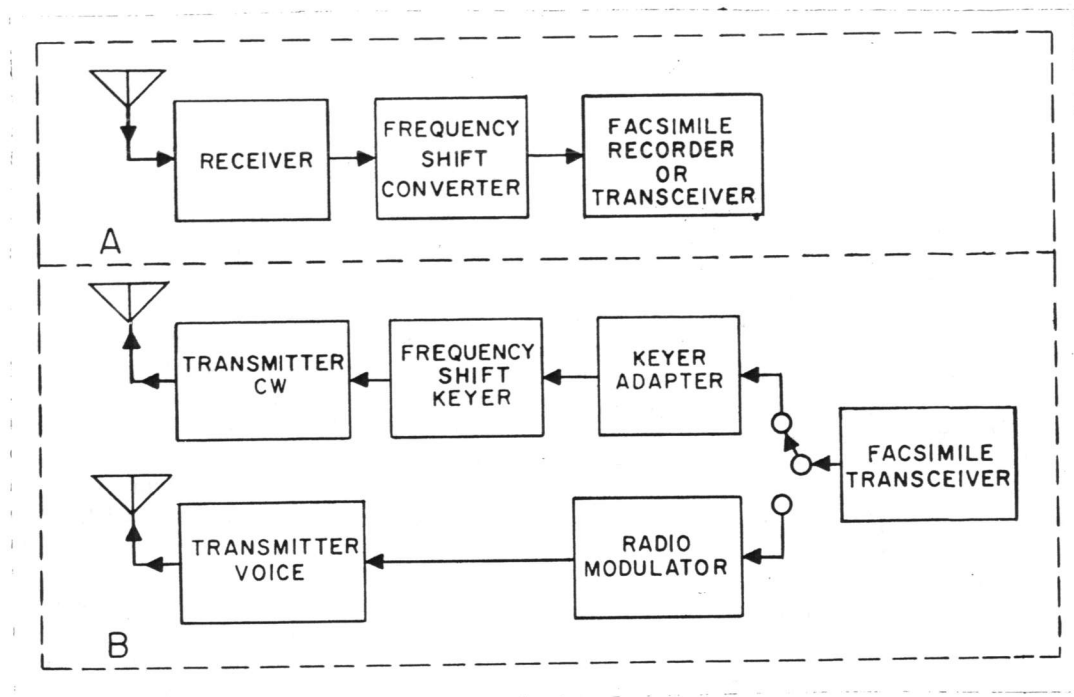 RECEIVER
FREQUENCY
SHIFT
CONVERTER
FACSIMILE
RECORDER
OR
TRANSCEIVER
A
TRANSMITTER
CW
FREQUENCY
SHIFT
KEYER
KEYER
ADAPTER
FACSIMILE
TRANSCEIVER
TRANSMITTER
VOICE
RADIO
MODULATOR
B